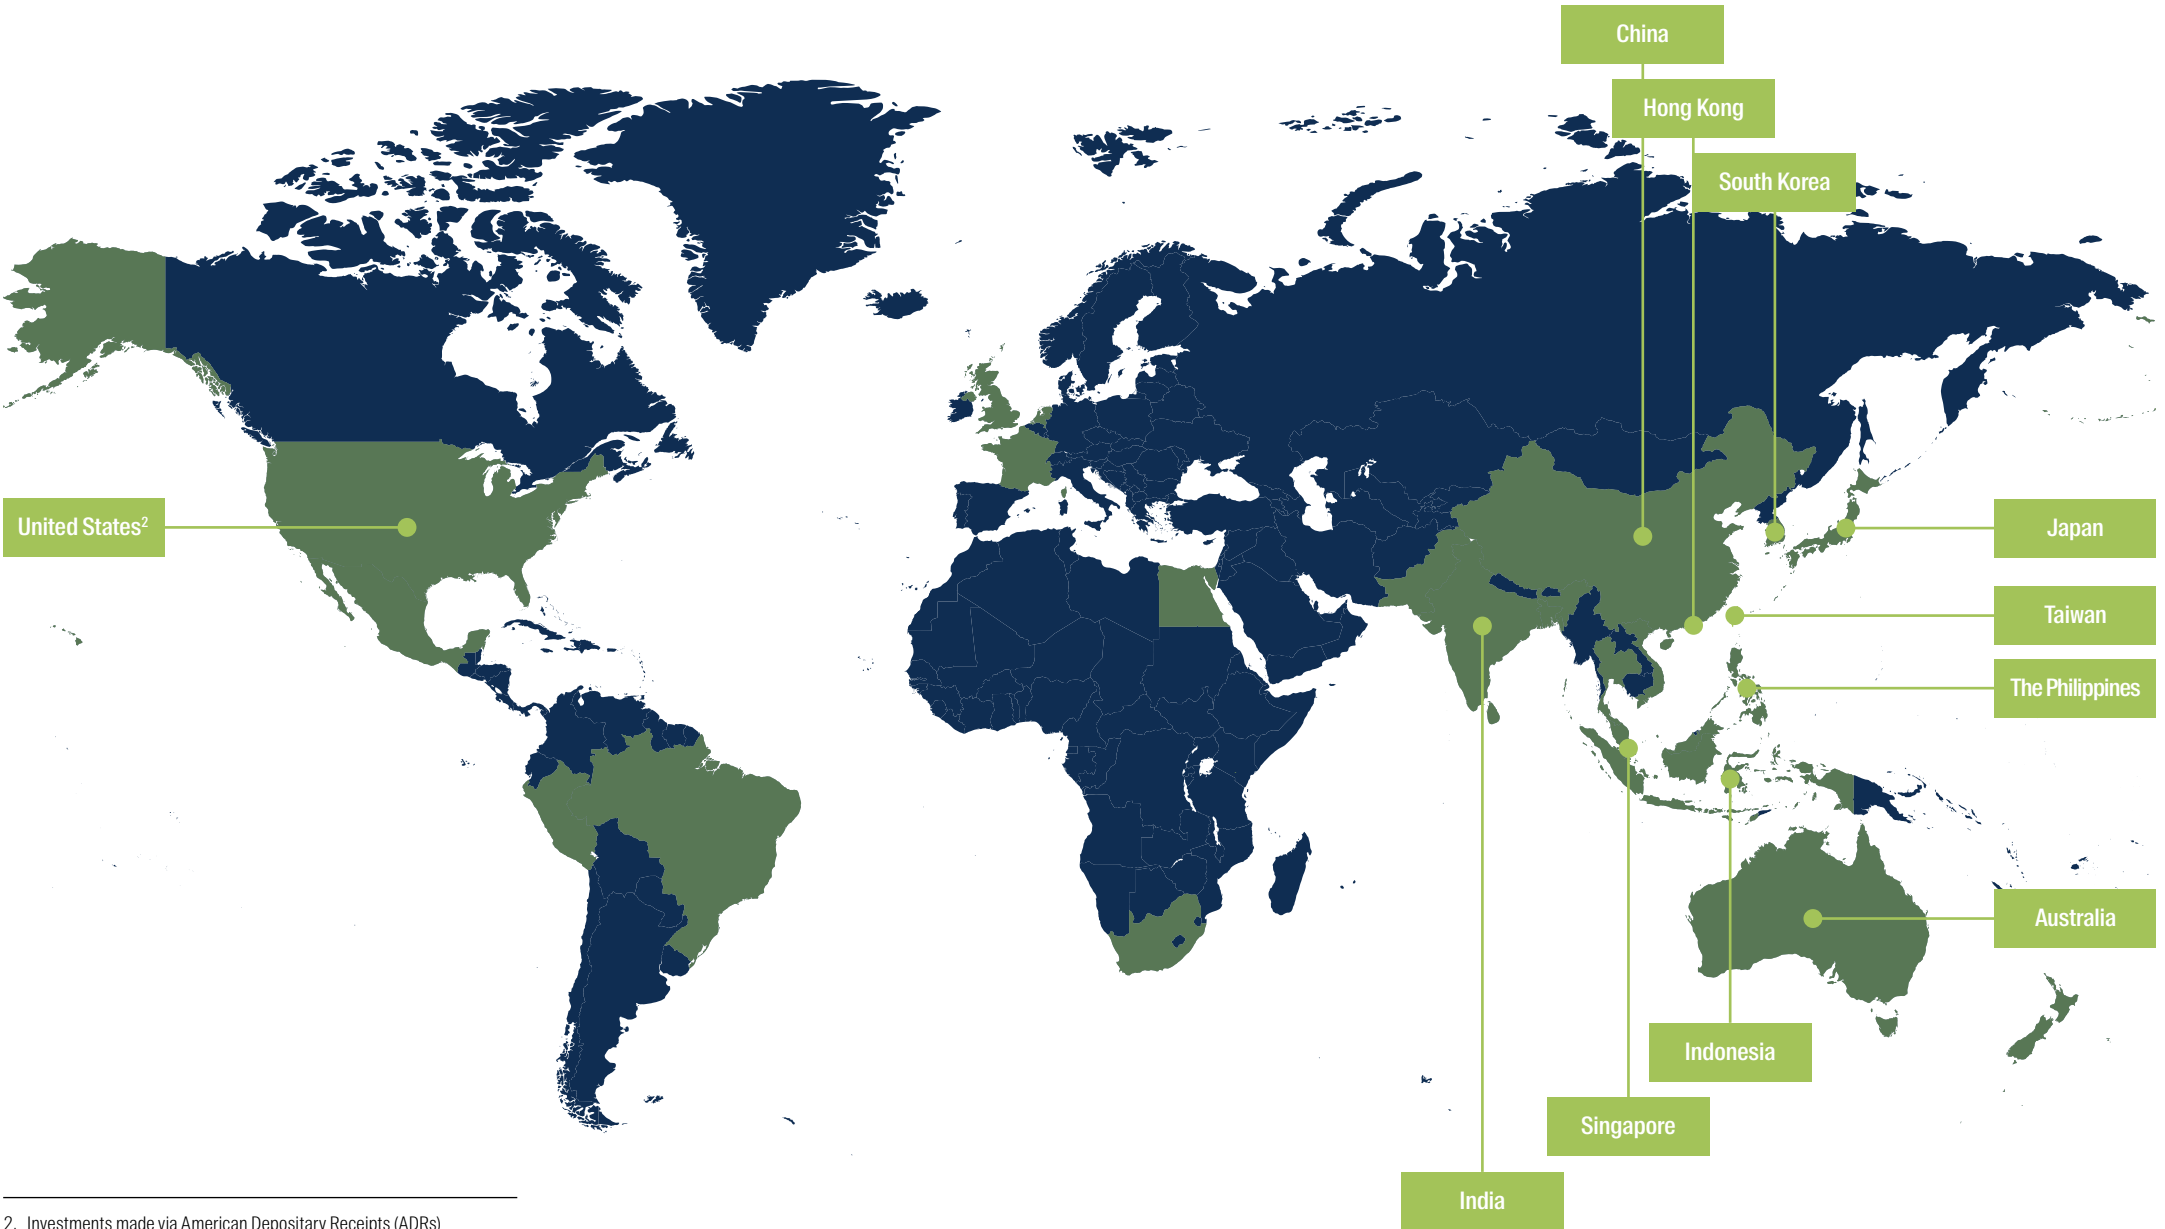 China
Hong Kong
South Korea
United States²
Japan
Taiwan
The Philippines
Australia
Indonesia
Singapore
India
2. Investments made via American Depositary Receipts (ADRs)